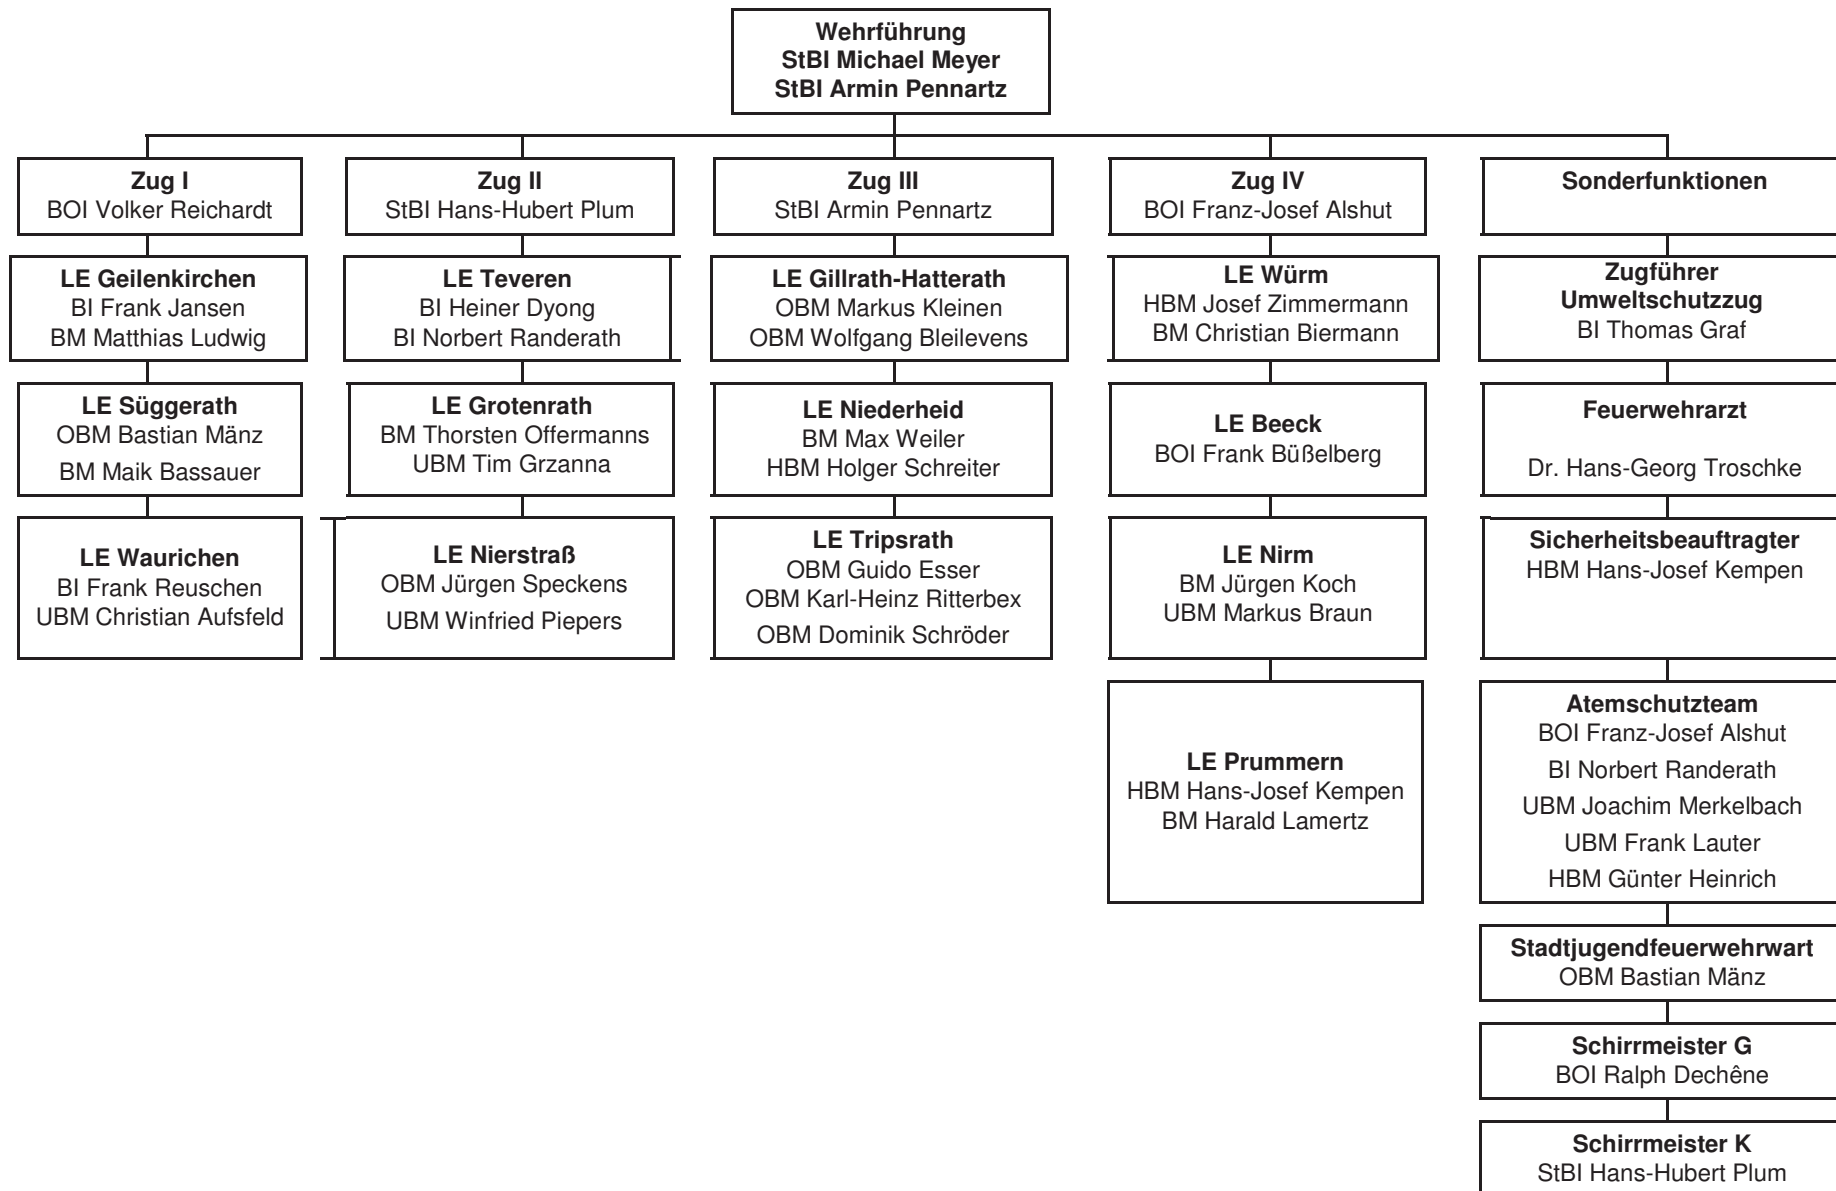 Wehrführung
StBI Michael Meyer
StBI Armin Pennartz
Zug I
BOI Volker Reichardt
Zug II
StBI Hans-Hubert Plum
Zug III
StBI Armin Pennartz
Zug IV
BOI Franz-Josef Alshut
Sonderfunktionen
LE Geilenkirchen
BI Frank Jansen
BM Matthias Ludwig
LE Teveren
BI Heiner Dyong
BI Norbert Randerath
LE Gillrath-Hatterath
OBM Markus Kleinen
OBM Wolfgang Bleilevens
LE Würm
HBM Josef Zimmermann
BM Christian Biermann
Zugführer
Umweltschutzzug
BI Thomas Graf
LE Süggerath
OBM Bastian Mänz
BM Maik Bassauer
LE Grotenrath
BM Thorsten Offermanns
UBM Tim Grzanna
LE Niederheid
BM Max Weiler
HBM Holger Schreiter
LE Beeck
BOI Frank Büßelberg
Feuerwehrarzt
Dr. Hans-Georg Troschke
LE Waurichen
BI Frank Reuschen
UBM Christian Aufsfeld
LE Nierstraß
OBM Jürgen Speckens
UBM Winfried Piepers
LE Tripsrath
OBM Guido Esser
OBM Karl-Heinz Ritterbex
OBM Dominik Schröder
LE Nirm
BM Jürgen Koch
UBM Markus Braun
Sicherheitsbeauftragter
HBM Hans-Josef Kempen
LE Prummern
HBM Hans-Josef Kempen
BM Harald Lamertz
Atemschutzteam
BOI Franz-Josef Alshut
BI Norbert Randerath
UBM Joachim Merkelbach
UBM Frank Lauter
HBM Günter Heinrich
Stadtjugendfeuerwehrwart
OBM Bastian Mänz
Schirrmeister G
BOI Ralph Dechêne
Schirrmeister K
StBI Hans-Hubert Plum